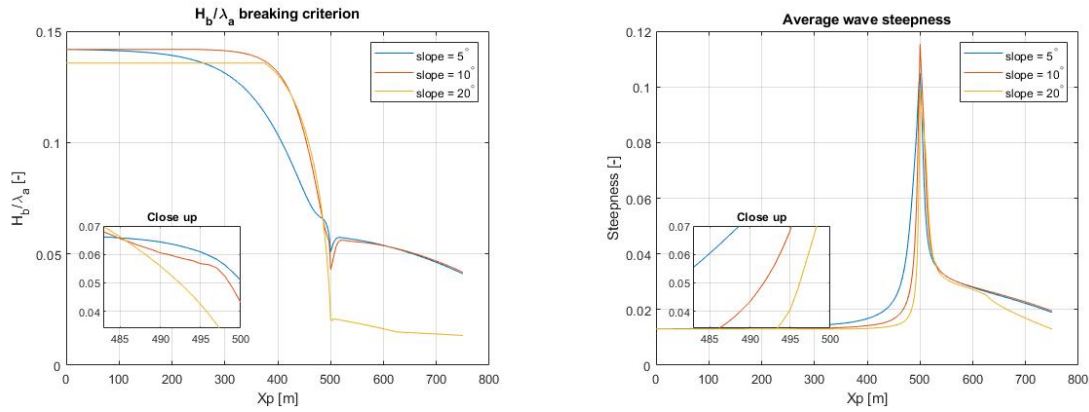 H_b/λ_a breaking criterion
0.15
0.1
0.05
0
H_b/λ_a [-]
slope = 5°
slope = 10°
slope = 20°
Close up
0.07
0.06
0.05
0.04
485 490 495 500
0 100 200 300 400 500 600 700 800
Xp [m]
Average wave steepness
0.12
0.1
0.08
0.06
0.04
0.02
0
Steepness [-]
slope = 5°
slope = 10°
slope = 20°
Close up
0.07
0.06
0.05
0.04
485 490 495 500
0 100 200 300 400 500 600 700 800
Xp [m]